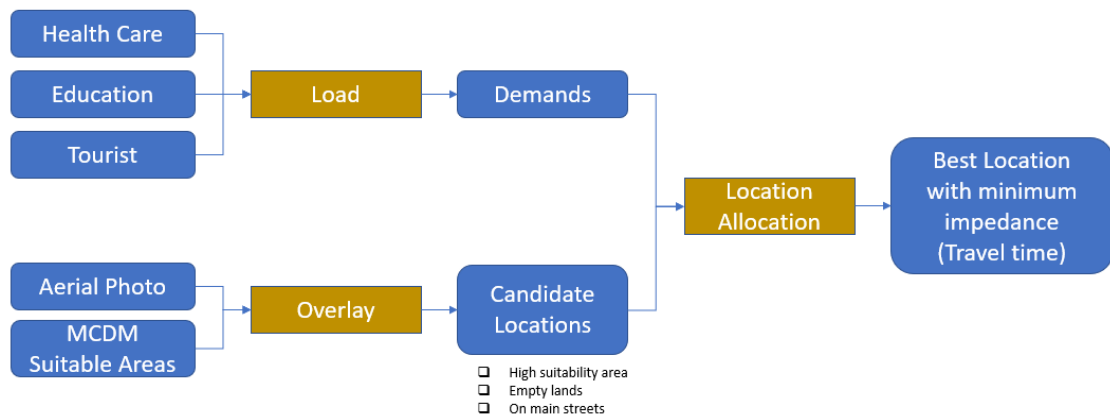 Health Care
Education
Tourist
Load
Demands
Aerial Photo
MCDM
Suitable Areas
Overlay
Candidate
Locations
❑ High suitability area
❑ Empty lands
❑ On main streets
Location
Allocation
Best Location
with minimum
impedance
(Travel time)